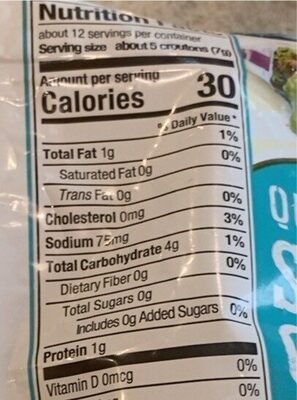 Nutrition
about 12 servings per container
Serving size about 5 croutons (7g)
Amount per serving
Calories 30
% Daily Value*
Total Fat 1g 1%
Saturated Fat 0g 0%
Trans Fat 0g
Cholesterol 0mg 0%
Sodium 75mg 3%
Total Carbohydrate 4g 1%
Dietary Fiber 0g 0%
Total Sugars 0g
Includes 0g Added Sugars 0%
Protein 1g
Vitamin D 0mcg 0%
0%